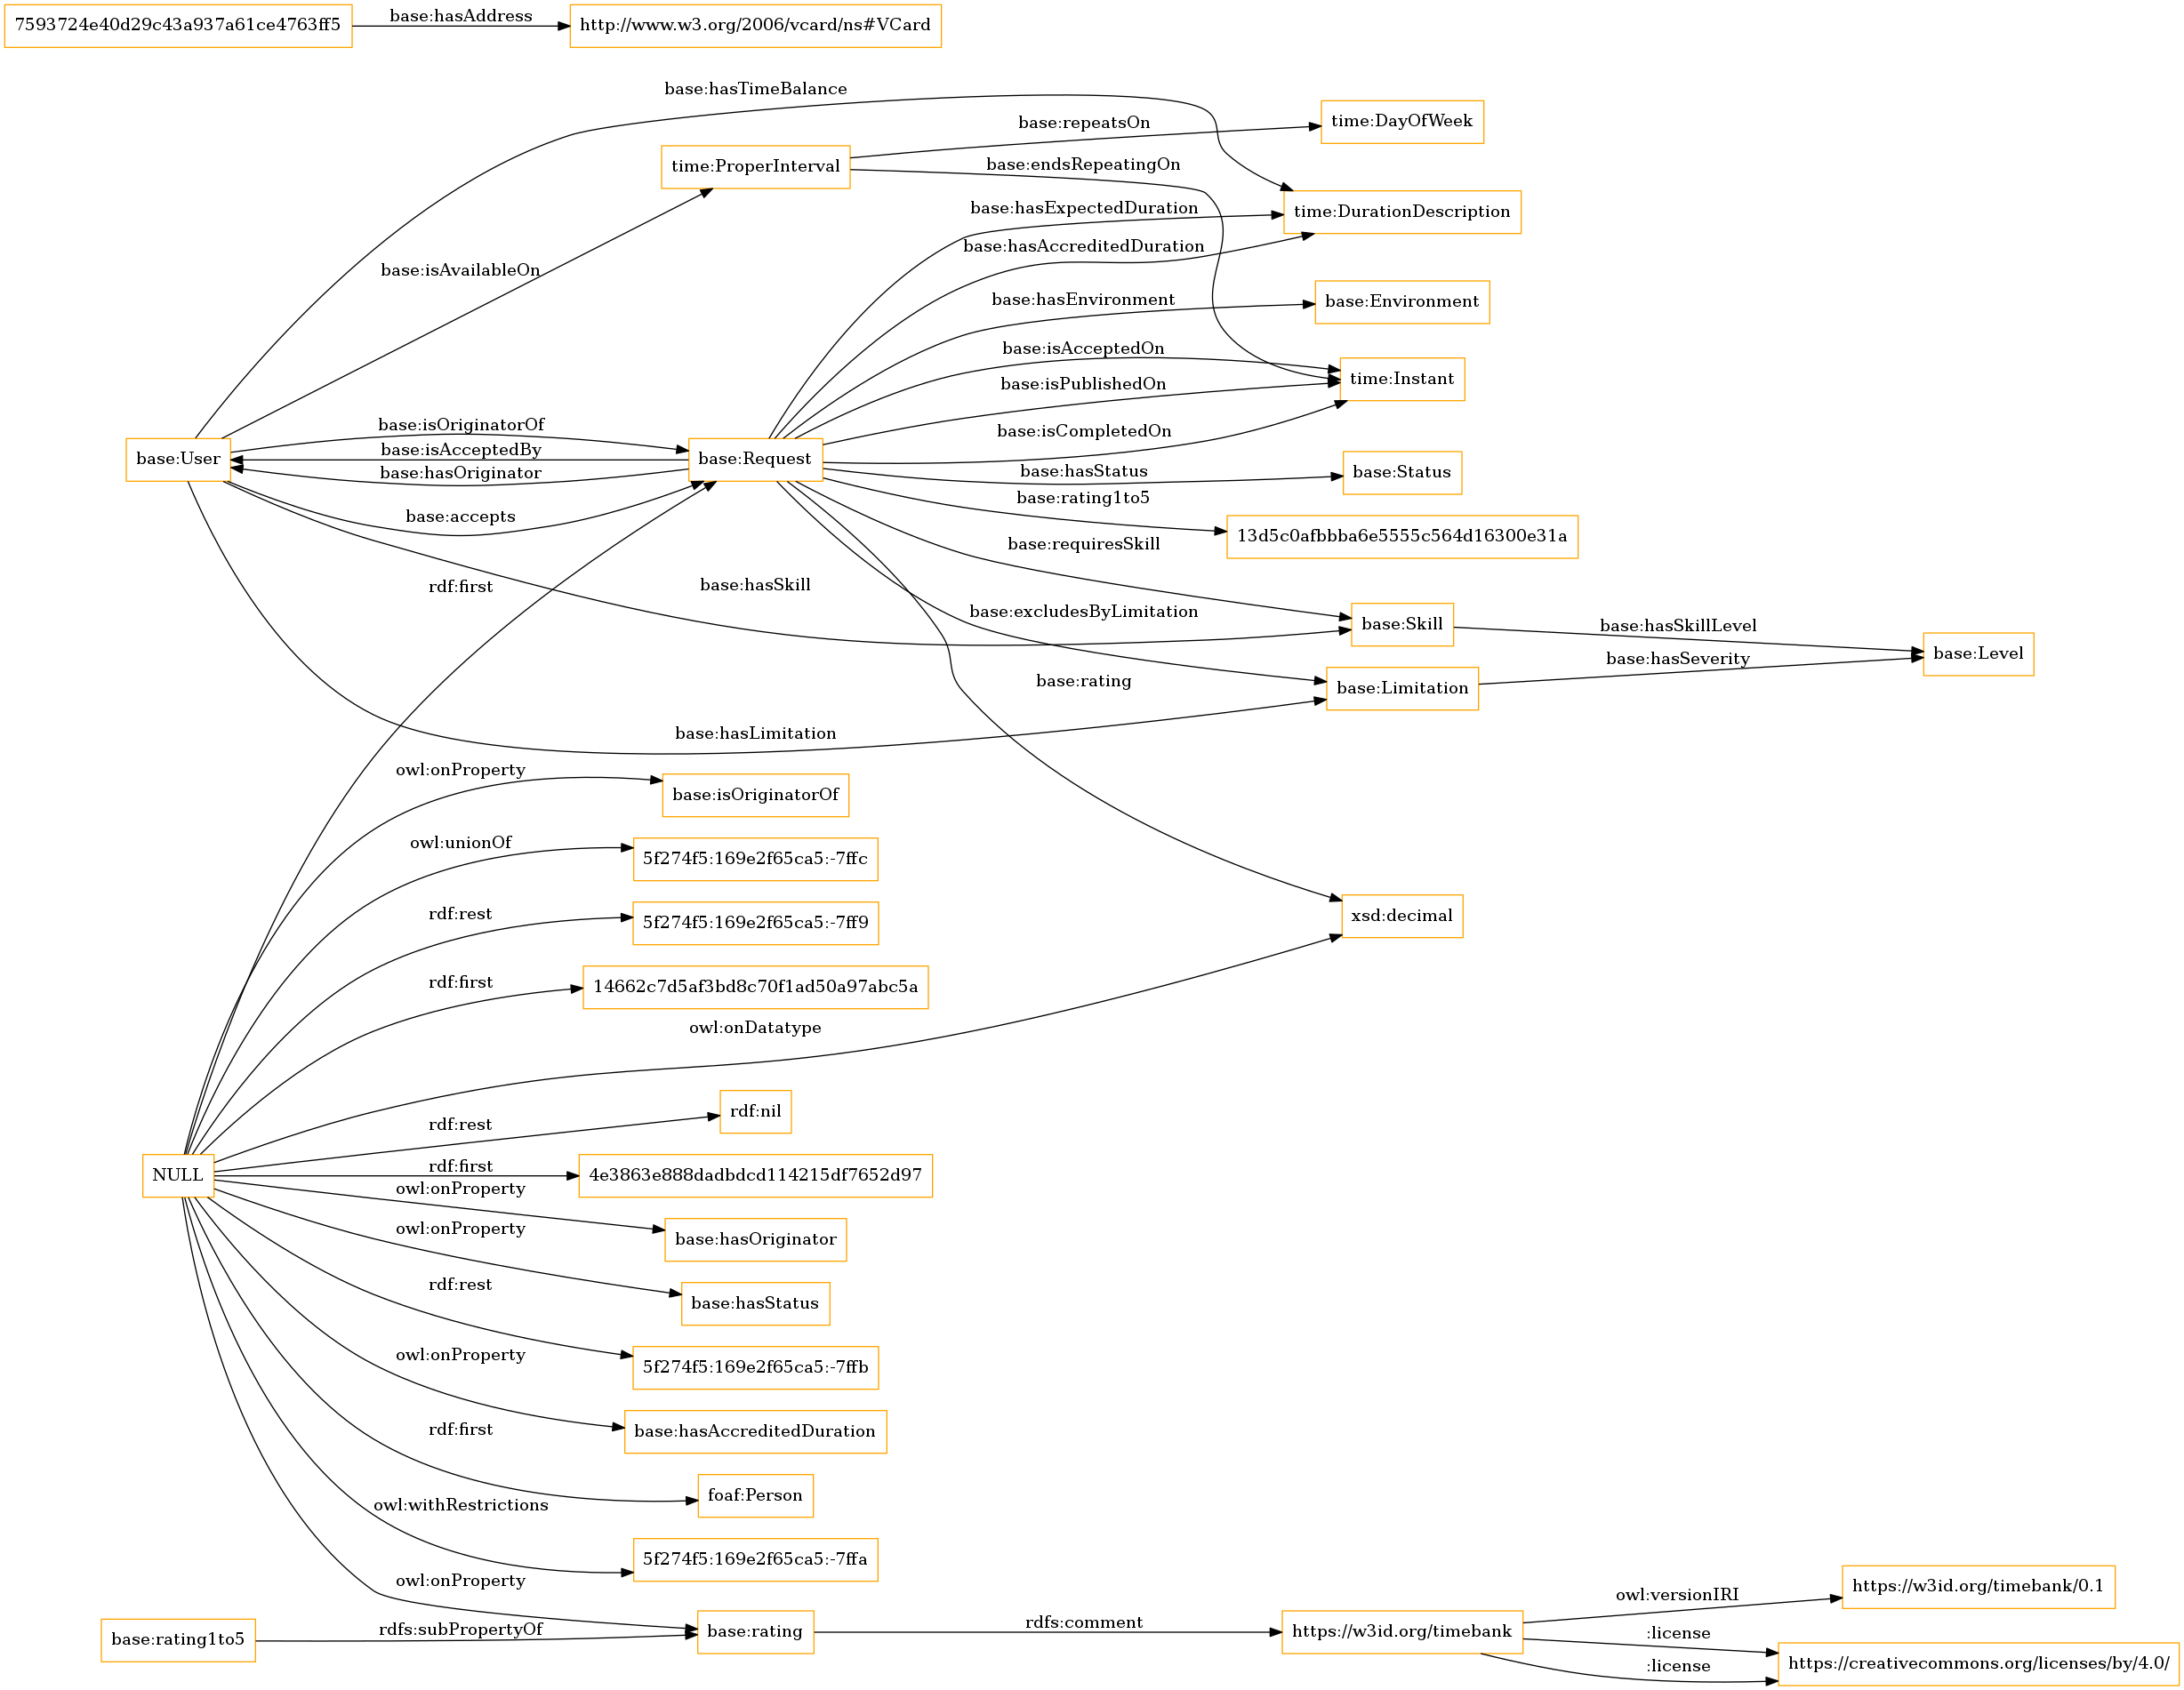 7593724e40d29c43a937a61ce4763ff5
base:hasAddress
http://www.w3.org/2006/vcard/ns#VCard
base:hasTimeBalance
base:repeatsOn
time:DayOfWeek
time:ProperInterval
base:endsRepeatingOn
base:hasExpectedDuration
time:DurationDescription
base:hasAccreditedDuration
base:isAvailableOn
base:hasEnvironment
base:Environment
base:isAcceptedOn
time:Instant
base:isPublishedOn
base:isOriginatorOf
base:isCompletedOn
base:User
base:isAcceptedBy
base:Request
base:hasOriginator
base:hasStatus
base:Status
base:rating1to5
base:accepts
13d5c0afbbba6e5555c564d16300e31a
base:requiresSkill
rdf:first
base:hasSkill
base:excludesByLimitation
base:Skill
base:hasSkillLevel
base:Level
base:hasSeverity
base:rating
base:Limitation
base:hasLimitation
owl:onProperty
base:isOriginatorOf
owl:unionOf
5f274f5:169e2f65ca5:-7ffc
rdf:rest
5f274f5:169e2f65ca5:-7ff9
xsd:decimal
rdf:first
14662c7d5af3bd8c70f1ad50a97abc5a
owl:onDatatype
rdf:rest
rdf:nil
NULL
rdf:first
4e3863e888dadbdcd114215df7652d97
owl:onProperty
base:hasOriginator
owl:onProperty
base:hasStatus
rdf:rest
5f274f5:169e2f65ca5:-7ffb
owl:onProperty
base:hasAccreditedDuration
rdf:first
foaf:Person
owl:withRestrictions
5f274f5:169e2f65ca5:-7ffa
owl:onProperty
base:rating1to5
rdfs:subPropertyOf
base:rating
rdfs:comment
https://w3id.org/timebank
owl:versionIRI
https://w3id.org/timebank/0.1
:license
:license
https://creativecommons.org/licenses/by/4.0/